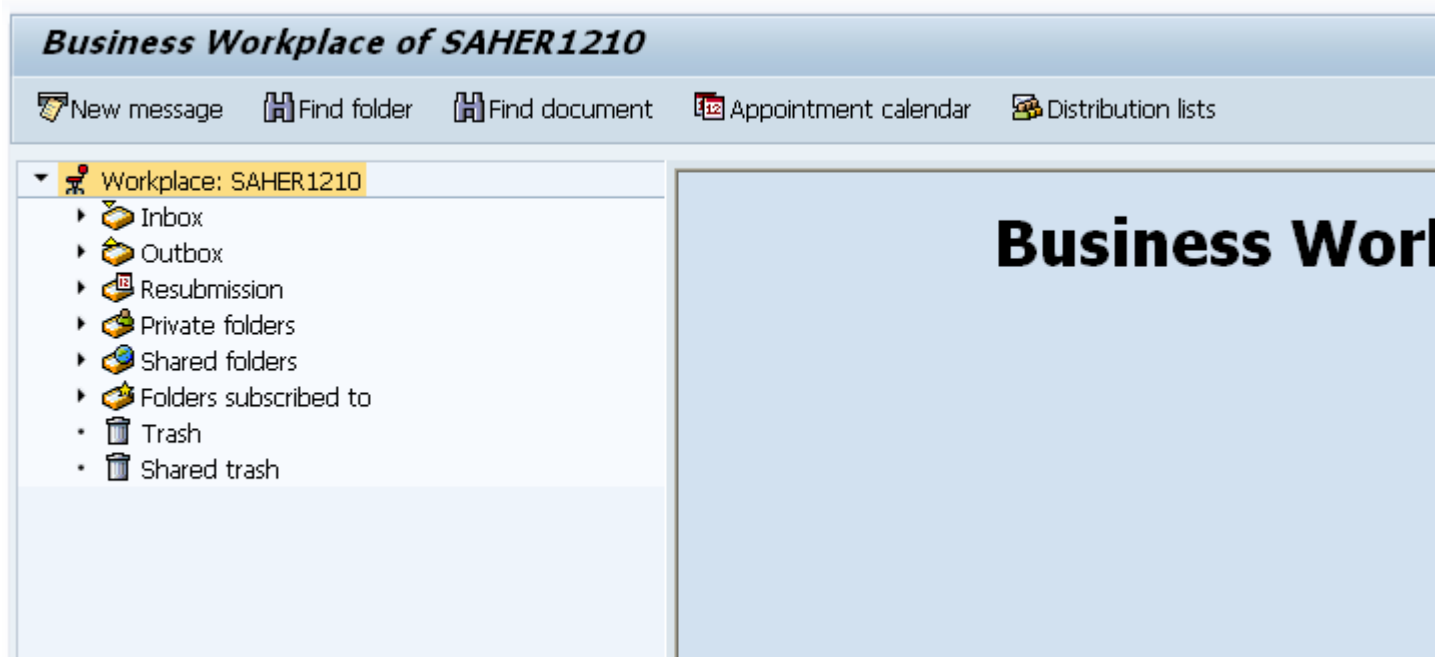 Business Workplace of SAHER1210
New message Find folder Find document Appointment calendar Distribution lists
Workplace: SAHER1210
Business Wor
Inbox
Outbox
Resubmission
Private folders
Shared folders
Folders subscribed to
Trash
Shared trash